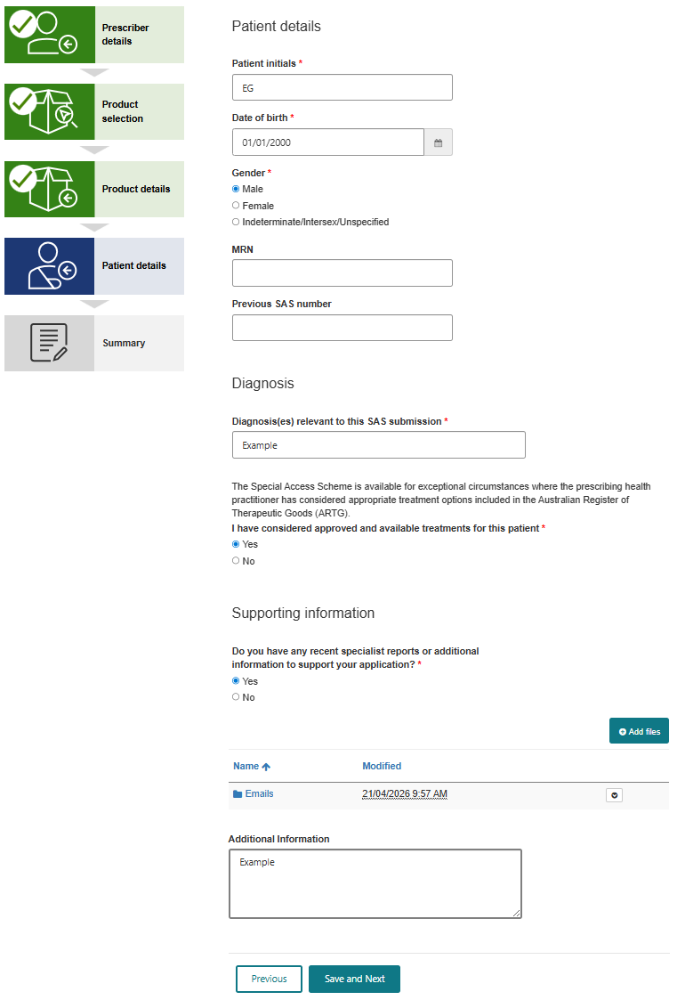 Prescriber
details
Product
selection
Product details
Patient details
Summary
Patient details
Patient initials *
EG
Date of birth *
01/01/2000
Gender *
Male
Female
Indeterminate/Intersex/Unspecified
MRN
Previous SAS number
Diagnosis
Diagnosis(es) relevant to this SAS submission *
Example
The Special Access Scheme is available for exceptional circumstances where the prescribing health
practitioner has considered appropriate treatment options included in the Australian Register of
Therapeutic Goods (ARTG).
I have considered approved and available treatments for this patient *
Yes
No
Supporting information
Do you have any recent specialist reports or additional
information to support your application? *
Yes
No
Add files
Name Modified
Emails 21/04/2026 9:57 AM
Additional Information
Example
Previous Save and Next